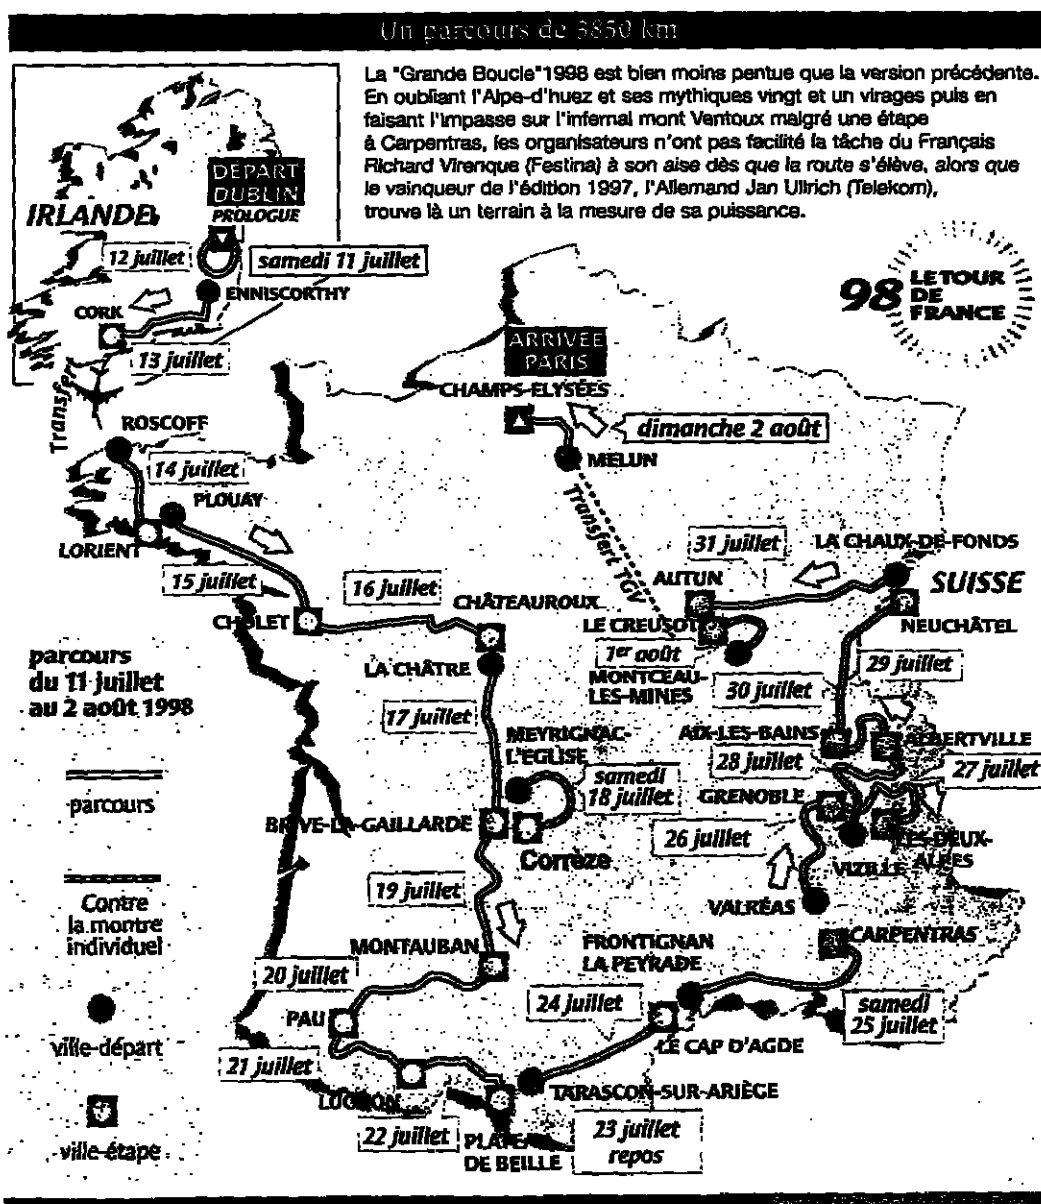 Un parcours de 3850 km
La "Grande Boucle"1998 est bien moins pentue que la version précédente.
En oubliant l'Alpe-d'huez et ses mythiques vingt et un virages puis en
faisant l'impasse sur l'infernal mont Ventoux malgré une étape
à Carpentras, les organisateurs n'ont pas facilité la tâche du Français
Richard Virenque (Festina) à son aise dès que la route s'élève, alors que
le vainqueur de l'édition 1997, l'Allemand Jan Ullrich (Telekom),
trouve là un terrain à la mesure de sa puissance.
DÉPART
DUBLIN
PROLOGUE
IRLANDE
12 juillet
samedi 11 juillet
ENNISCORTHY
CORK
13 juillet
Transfert
98
LE TOUR
DE
FRANCE
ARRIVÉE
PARIS
CHAMPS-ELYSÉES
dimanche 2 août
MELUN
Transfert TGV
ROSCOFF
14 juillet
PLOUAY
LORIENT
15 juillet
16 juillet
CHOLET
CHÂTEAUROUX
LA CHÂTRE
31 juillet
LA CHAUX-DE-FONDS
SUISSE
AUTUN
LE CREUSOT
NEUCHÂTEL
1er août
MONTCEAU-
LES-MINES
29 juillet
30 juillet
parcours
du 11 juillet
au 2 août 1998
17 juillet
MEYRIGNAC-
L'EGLISE
samedi
18 juillet
AIX-LES-BAINS
ALBERTVILLE
28 juillet
27 juillet
GRENOBLE
parcours
BRIVE-LA-GAILLARDE
Corrèze
26 juillet
VIZILLE
LES-DEUX-
ALPES
Contre
la montre
individuel
19 juillet
VALRÉAS
MONTAUBAN
FRONTIGNAN
LA PEYRADE
CARPENTRAS
20 juillet
24 juillet
samedi
25 juillet
PAU
ville-départ
21 juillet
LE CAP D'AGDE
LUCHON
TARASCON-SUR-ARIÈGE
22 juillet
PLATEAU
DE BEILLE
23 juillet
repos
ville-étape